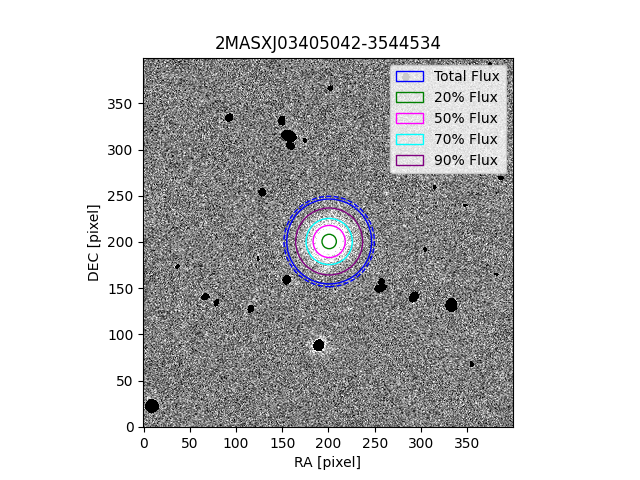 2MASXJ03405042-3544534
Total Flux
20% Flux
50% Flux
70% Flux
90% Flux
DEC [pixel]
350
300
250
200
150
100
50
0
0 50 100 150 200 250 300 350
RA [pixel]